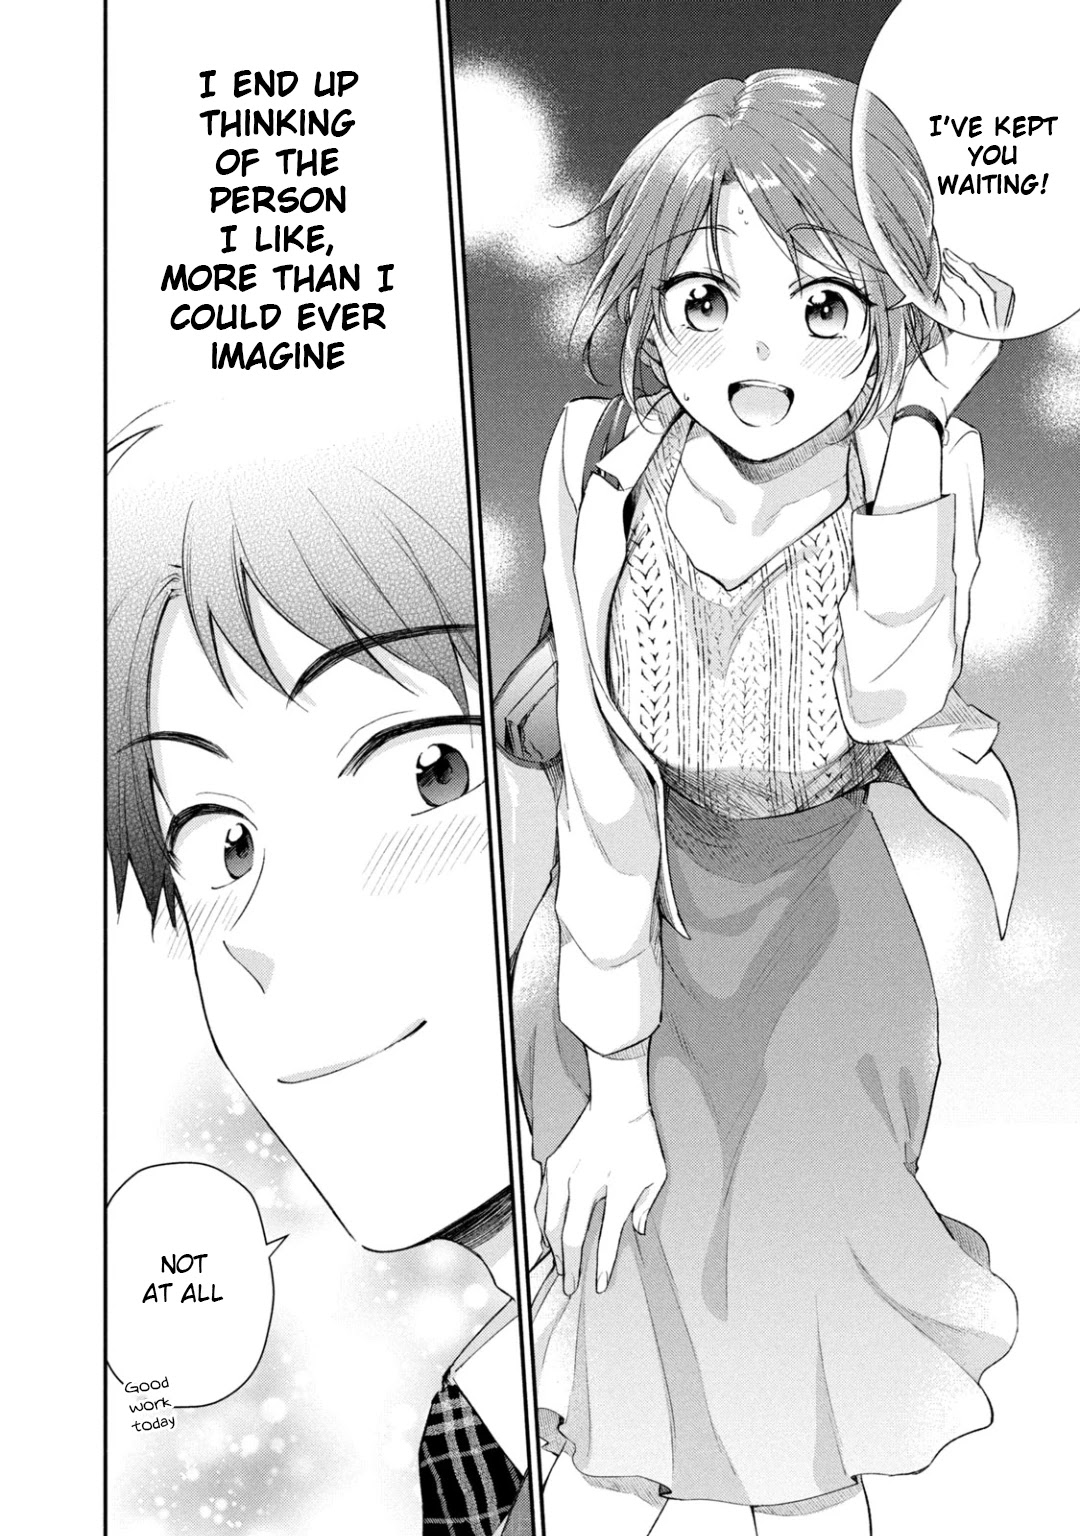 I'VE KEPT
YOU
WAITING!
I END UP
THINKING
OF THE
PERSON
I LIKE,
MORE THAN I
COULD EVER
IMAGINE
NOT
AT ALL
Good
work
today